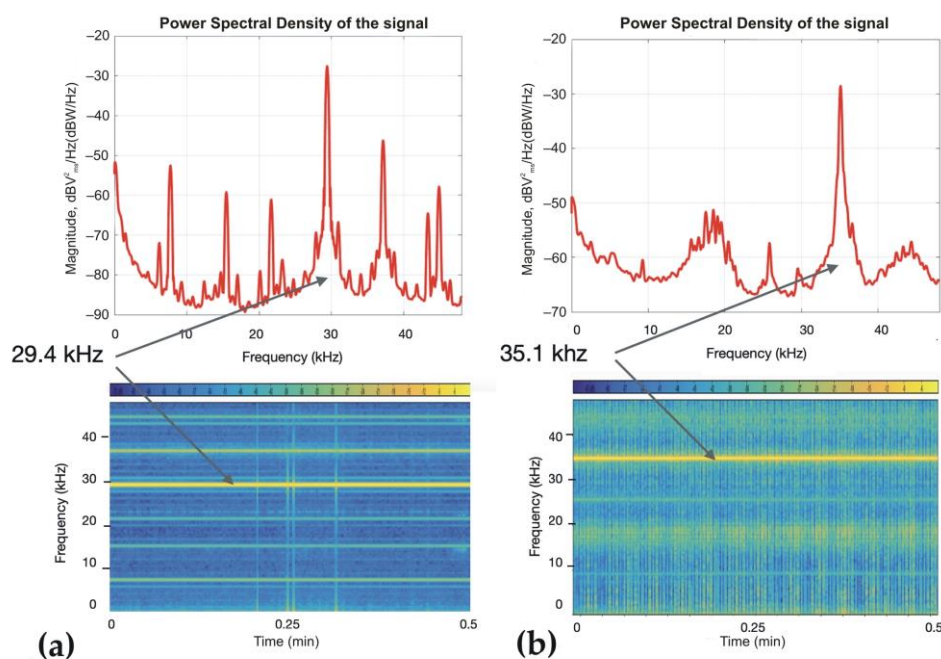 Power Spectral Density of the signal
Power Spectral Density of the signal
Magnitude, dBV²ₘₛ/Hz(dBW/Hz)
–20
–30
–40
–50
–60
–70
–80
–90
0
10
20
30
40
Frequency (kHz)
Magnitude, dBV²ₘₛ/Hz(dBW/Hz)
–20
–30
–40
–50
–60
–70
0
10
20
30
40
Frequency (kHz)
29.4 kHz
35.1 khz
Frequency (kHz)
40
30
20
10
0
0
0.25
0.5
Time (min)
(a)
Frequency (kHz)
40
30
20
10
0
0
0.25
0.5
Time (min)
(b)